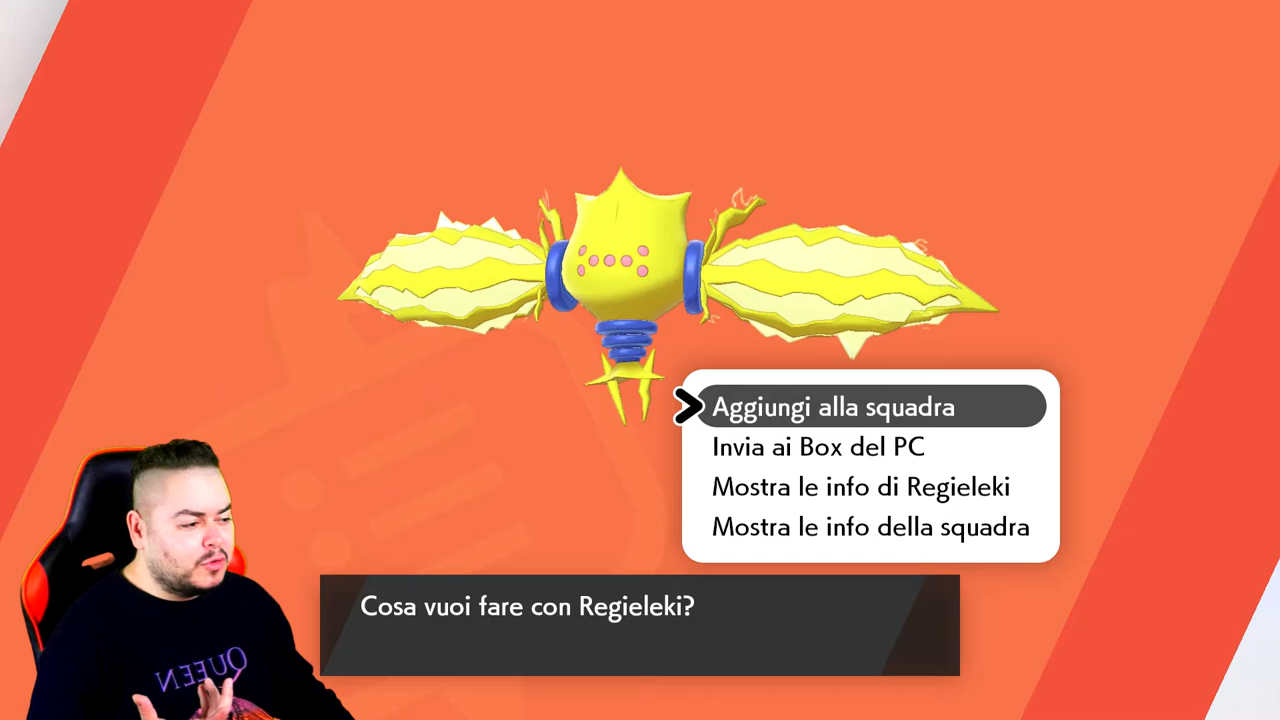 Aggiungi alla squadra
Invia ai Box del PC
Mostra le info di Regieleki
Mostra le info della squadra
Cosa vuoi fare con Regieleki?
QUEEN